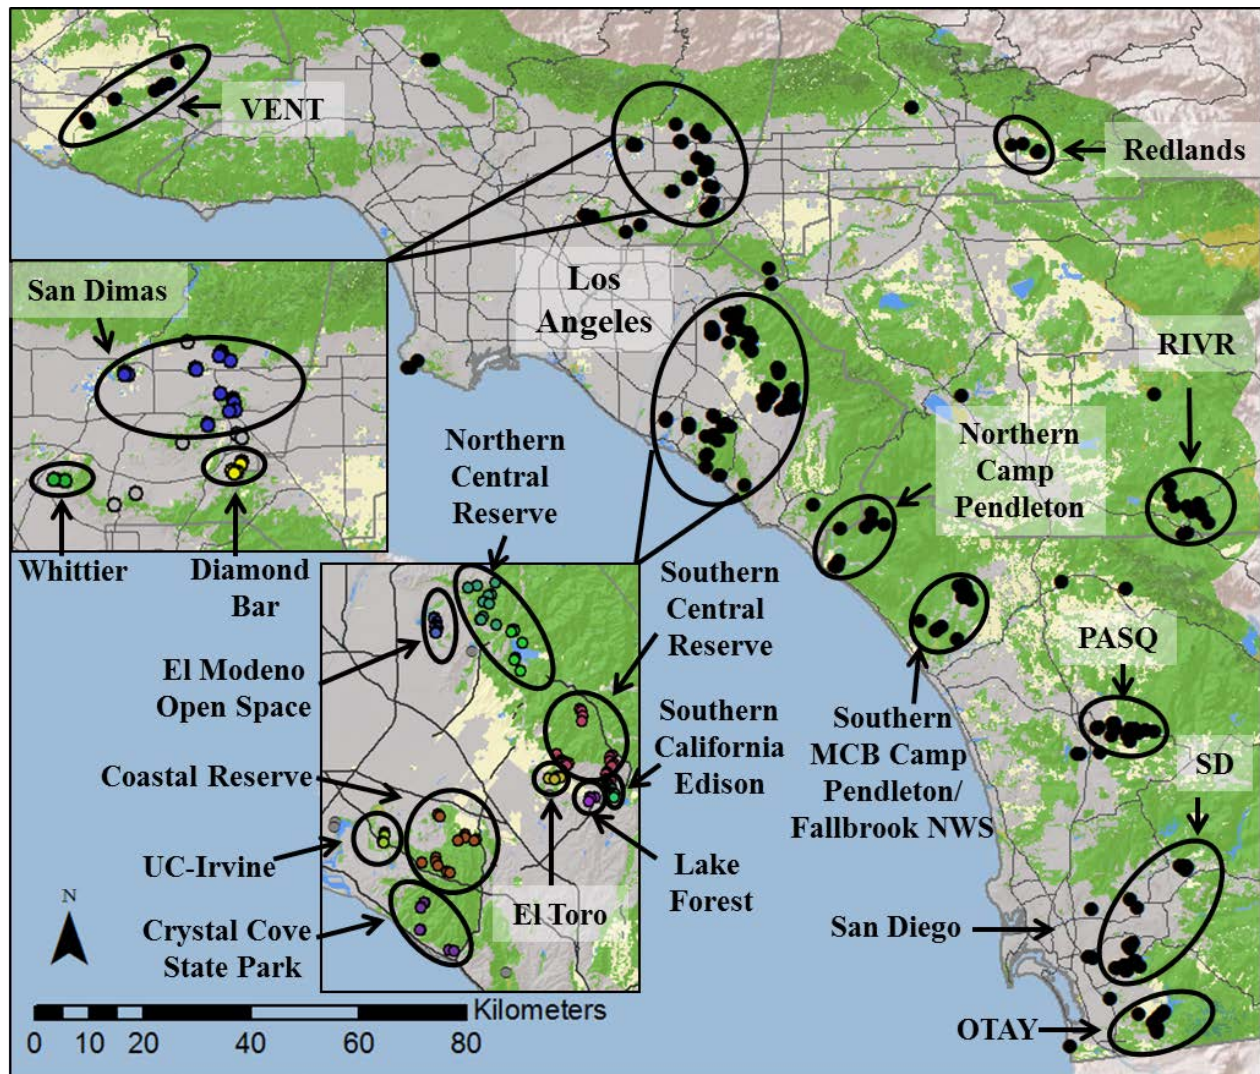 VENT
Redlands
San Dimas
Los
Angeles
RIVR
Northern
Central
Reserve
Northern
Camp
Pendleton
Whittier
Diamond
Bar
Southern
Central
Reserve
PASQ
El Modeno
Open Space
Southern
California
Edison
Southern
MCB Camp
Pendleton/
Fallbrook NWS
SD
Coastal Reserve
UC-Irvine
El Toro
Lake
Forest
San Diego
N
Crystal Cove
State Park
Kilometers
0 10 20 40 60 80
OTAY